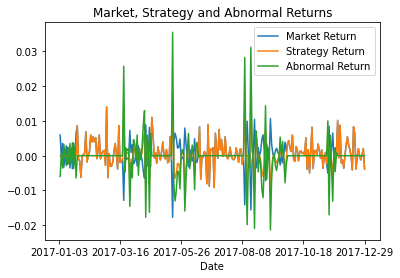 Market, Strategy and Abnormal Returns
Market Return
Strategy Return
Abnormal Return
0.03
0.02
0.01
0.00
−0.01
−0.02
2017-01-03 2017-03-16 2017-05-26 2017-08-08 2017-10-18 2017-12-29
Date